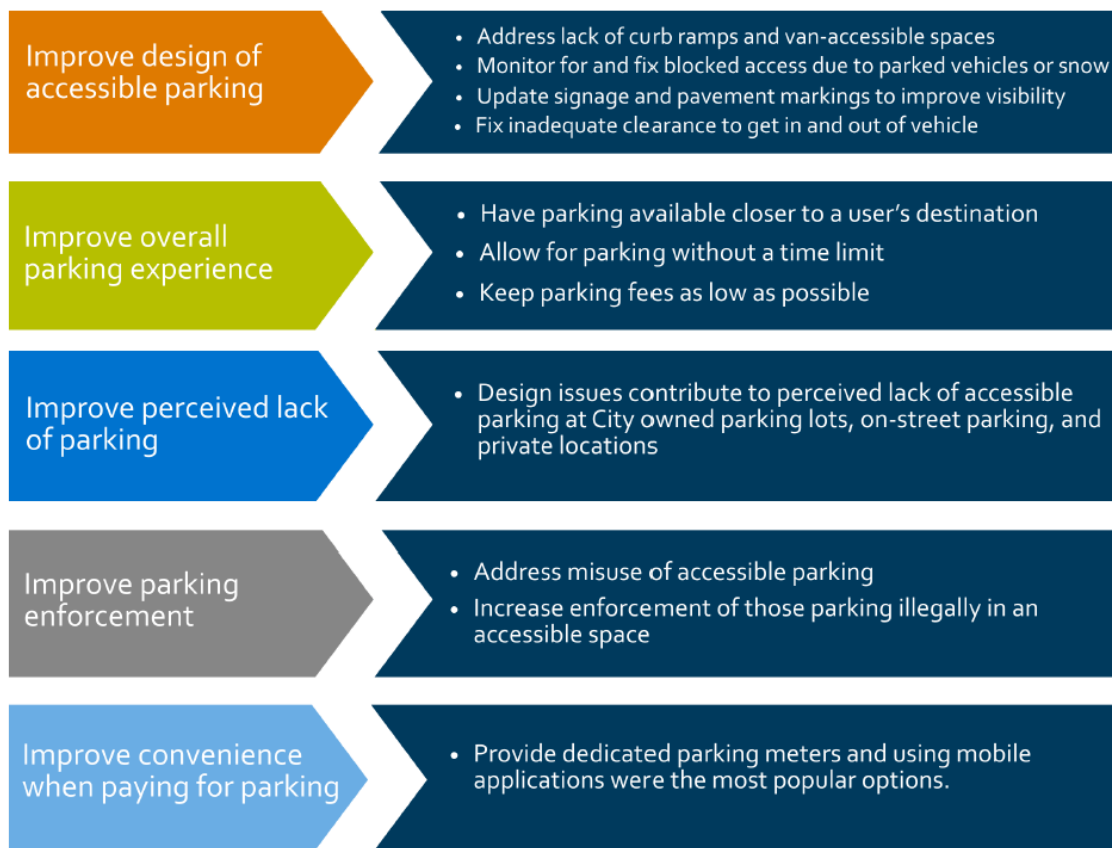 Improve design of
accessible parking
• Address lack of curb ramps and van-accessible spaces
• Monitor for and fix blocked access due to parked vehicles or snow
• Update signage and pavement markings to improve visibility
• Fix inadequate clearance to get in and out of vehicle
Improve overall
parking experience
• Have parking available closer to a user’s destination
• Allow for parking without a time limit
• Keep parking fees as low as possible
Improve perceived lack
of parking
• Design issues contribute to perceived lack of accessible
parking at City owned parking lots, on-street parking, and
private locations
Improve parking
enforcement
• Address misuse of accessible parking
• Increase enforcement of those parking illegally in an
accessible space
Improve convenience
when paying for parking
• Provide dedicated parking meters and using mobile
applications were the most popular options.